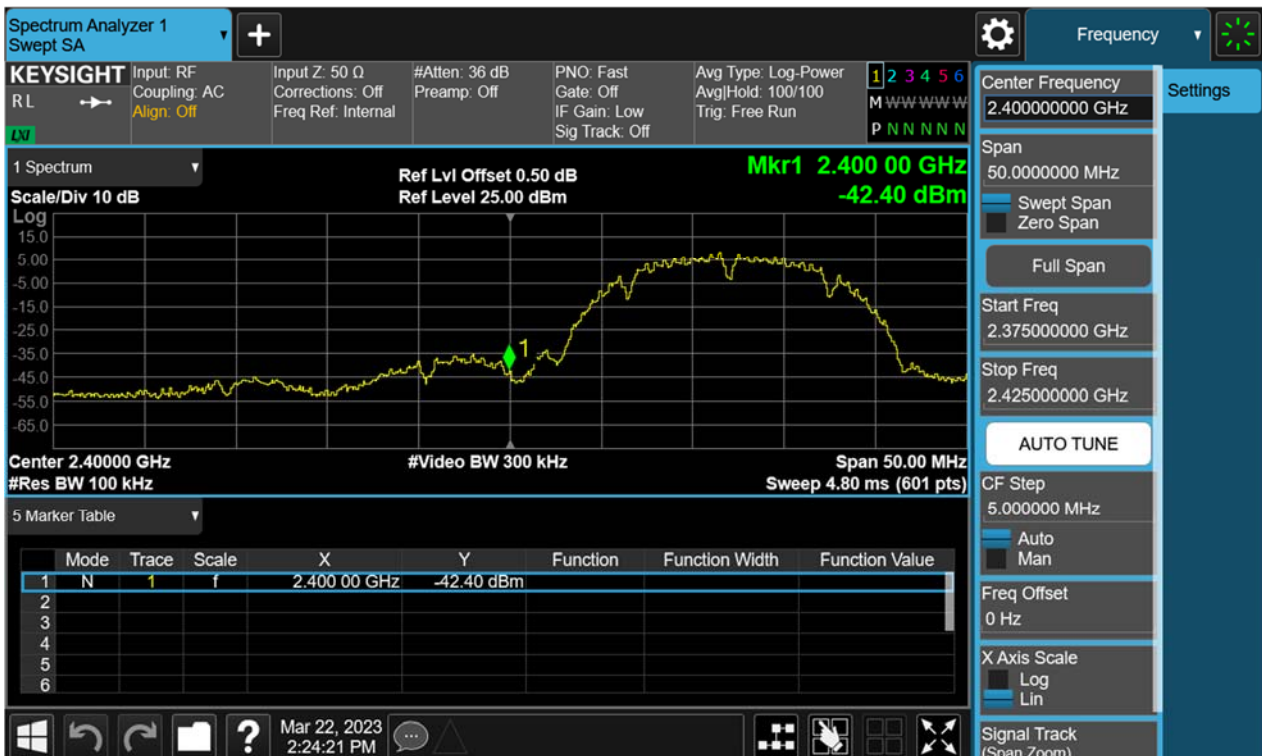 Spectrum Analyzer 1
Swept SA
+
Frequency
KEYSIGHT
RL
LXI
Input: RF
Coupling: AC
Align: Off
Input Z: 50 Ω
Corrections: Off
Freq Ref: Internal
#Atten: 36 dB
Preamp: Off
PNO: Fast
Gate: Off
IF Gain: Low
Sig Track: Off
Avg Type: Log-Power
Avg|Hold: 100/100
Trig: Free Run
1 2 3 4 5 6
M W W W W W
P N N N N N
1 Spectrum
Scale/Div 10 dB
Log
Ref Lvl Offset 0.50 dB
Ref Level 25.00 dBm
Mkr1 2.400 00 GHz
-42.40 dBm
15.0
5.00
-5.00
-15.0
-25.0
-35.0
-45.0
-55.0
-65.0
1
Center 2.40000 GHz
#Video BW 300 kHz
Span 50.00 MHz
#Res BW 100 kHz
Sweep 4.80 ms (601 pts)
5 Marker Table
Mode Trace Scale X Y Function Function Width Function Value
1 N 1 f 2.400 00 GHz -42.40 dBm
2
3
4
5
6
?
Mar 22, 2023
2:24:21 PM
Center Frequency
2.400000000 GHz
Settings
Span
50.0000000 MHz
Swept Span
Zero Span
Full Span
Start Freq
2.375000000 GHz
Stop Freq
2.425000000 GHz
AUTO TUNE
CF Step
5.000000 MHz
Auto
Man
Freq Offset
0 Hz
X Axis Scale
Log
Lin
Signal Track
(Span Zoom)